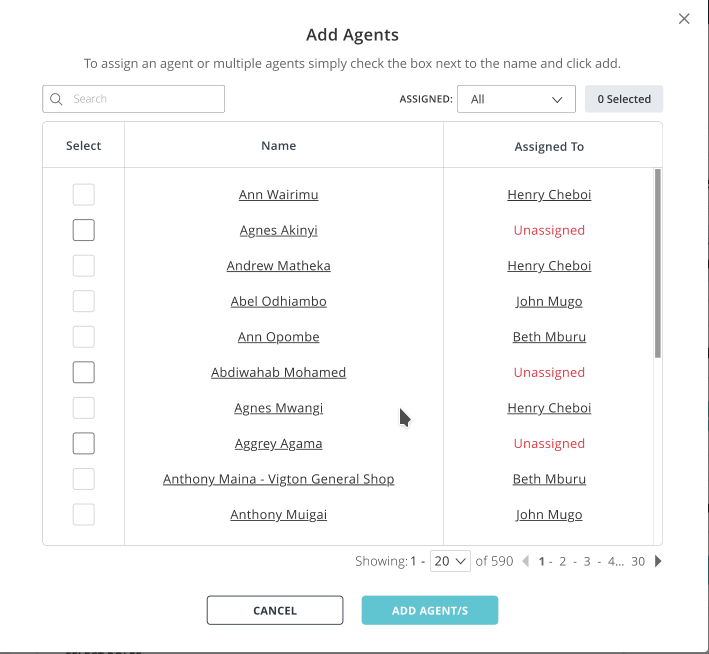 Add Agents
To assign an agent or multiple agents simply check the box next to the name and click add.
Search ASSIGNED: All 0 Selected
Select Name Assigned To
Ann Wairimu Henry Cheboi
Agnes Akinyi Unassigned
Andrew Matheka Henry Cheboi
Abel Odhiambo John Mugo
Ann Opombe Beth Mburu
Abdiwahab Mohamed Unassigned
Agnes Mwangi Henry Cheboi
Aggrey Agama Unassigned
Anthony Maina - Vigton General Shop Beth Mburu
Anthony Muigai John Mugo
Showing: 1 - 20 of 590 1 - 2 - 3 - 4... 30
CANCEL ADD AGENT/S